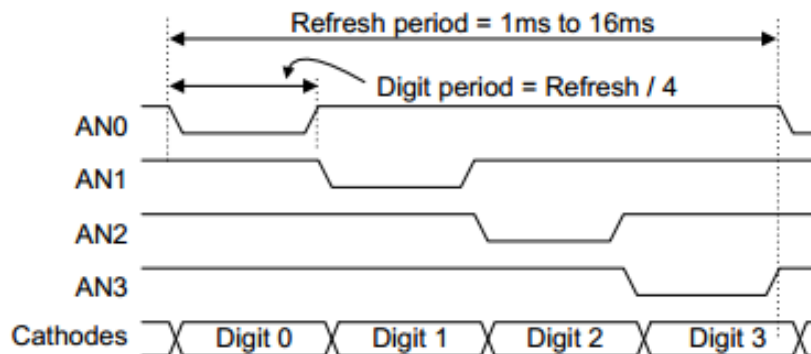 Refresh period = 1ms to 16ms
Digit period = Refresh / 4
AN0
AN1
AN2
AN3
Cathodes Digit 0 Digit 1 Digit 2 Digit 3